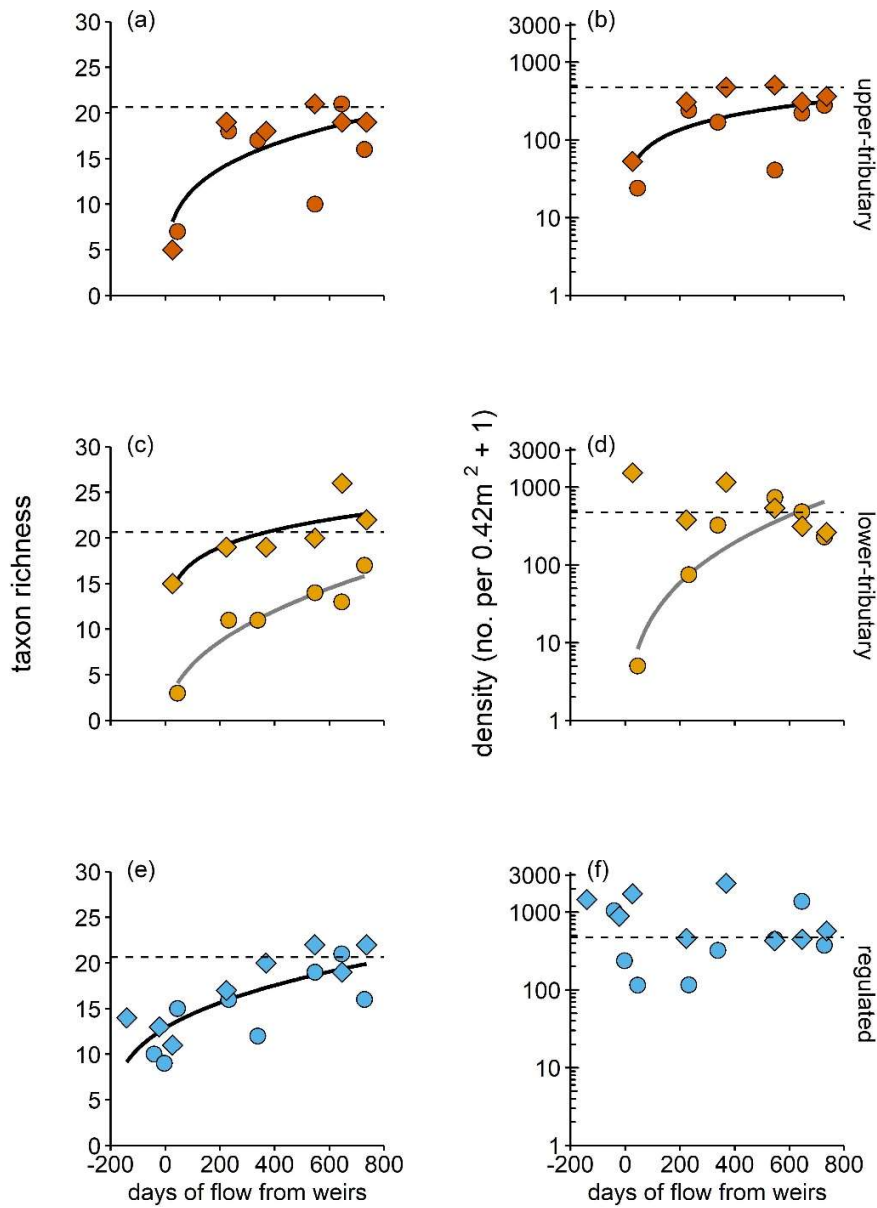 (a)
30
25
20
15
10
5
0
(b)
3000
1000
100
10
1
upper-tributary
taxon richness
(c)
30
25
20
15
10
5
0
density (no. per 0.42m² + 1)
(d)
3000
1000
100
10
1
lower-tributary
(e)
30
25
20
15
10
5
0
-200 0 200 400 600 800
days of flow from weirs
(f)
3000
1000
100
10
1
-200 0 200 400 600 800
days of flow from weirs
regulated